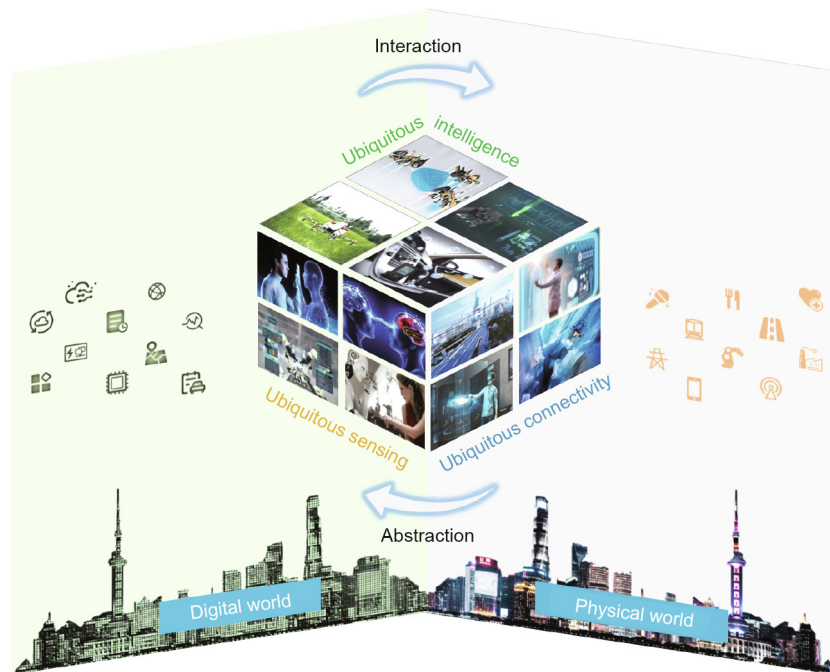 Interaction
Ubiquitous intelligence
Ubiquitous sensing
Ubiquitous connectivity
Abstraction
Digital world
Physical world